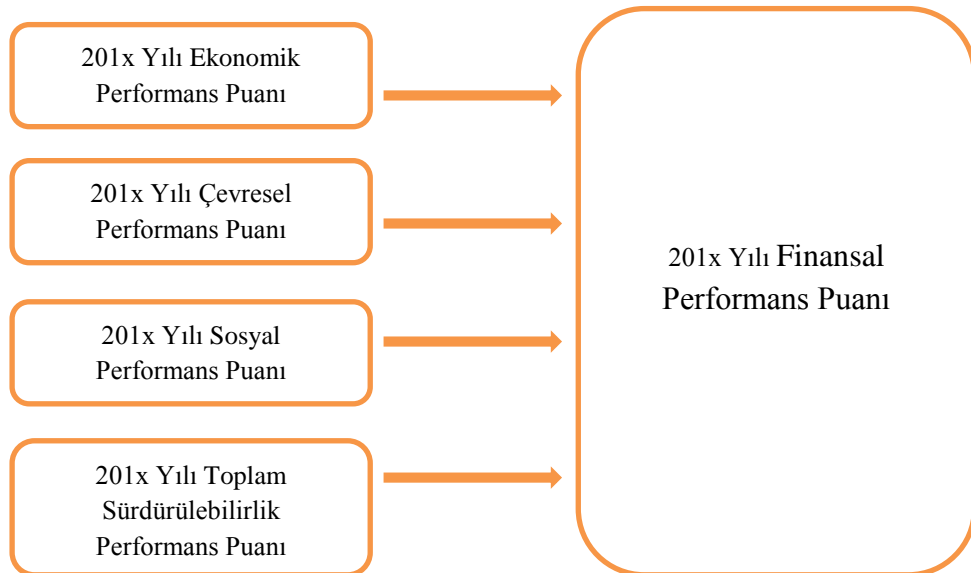 201x Yılı Ekonomik
Performans Puanı
201x Yılı Çevresel
Performans Puanı
201x Yılı Sosyal
Performans Puanı
201x Yılı Toplam
Sürdürülebilirlik
Performans Puanı
201x Yılı Finansal
Performans Puanı